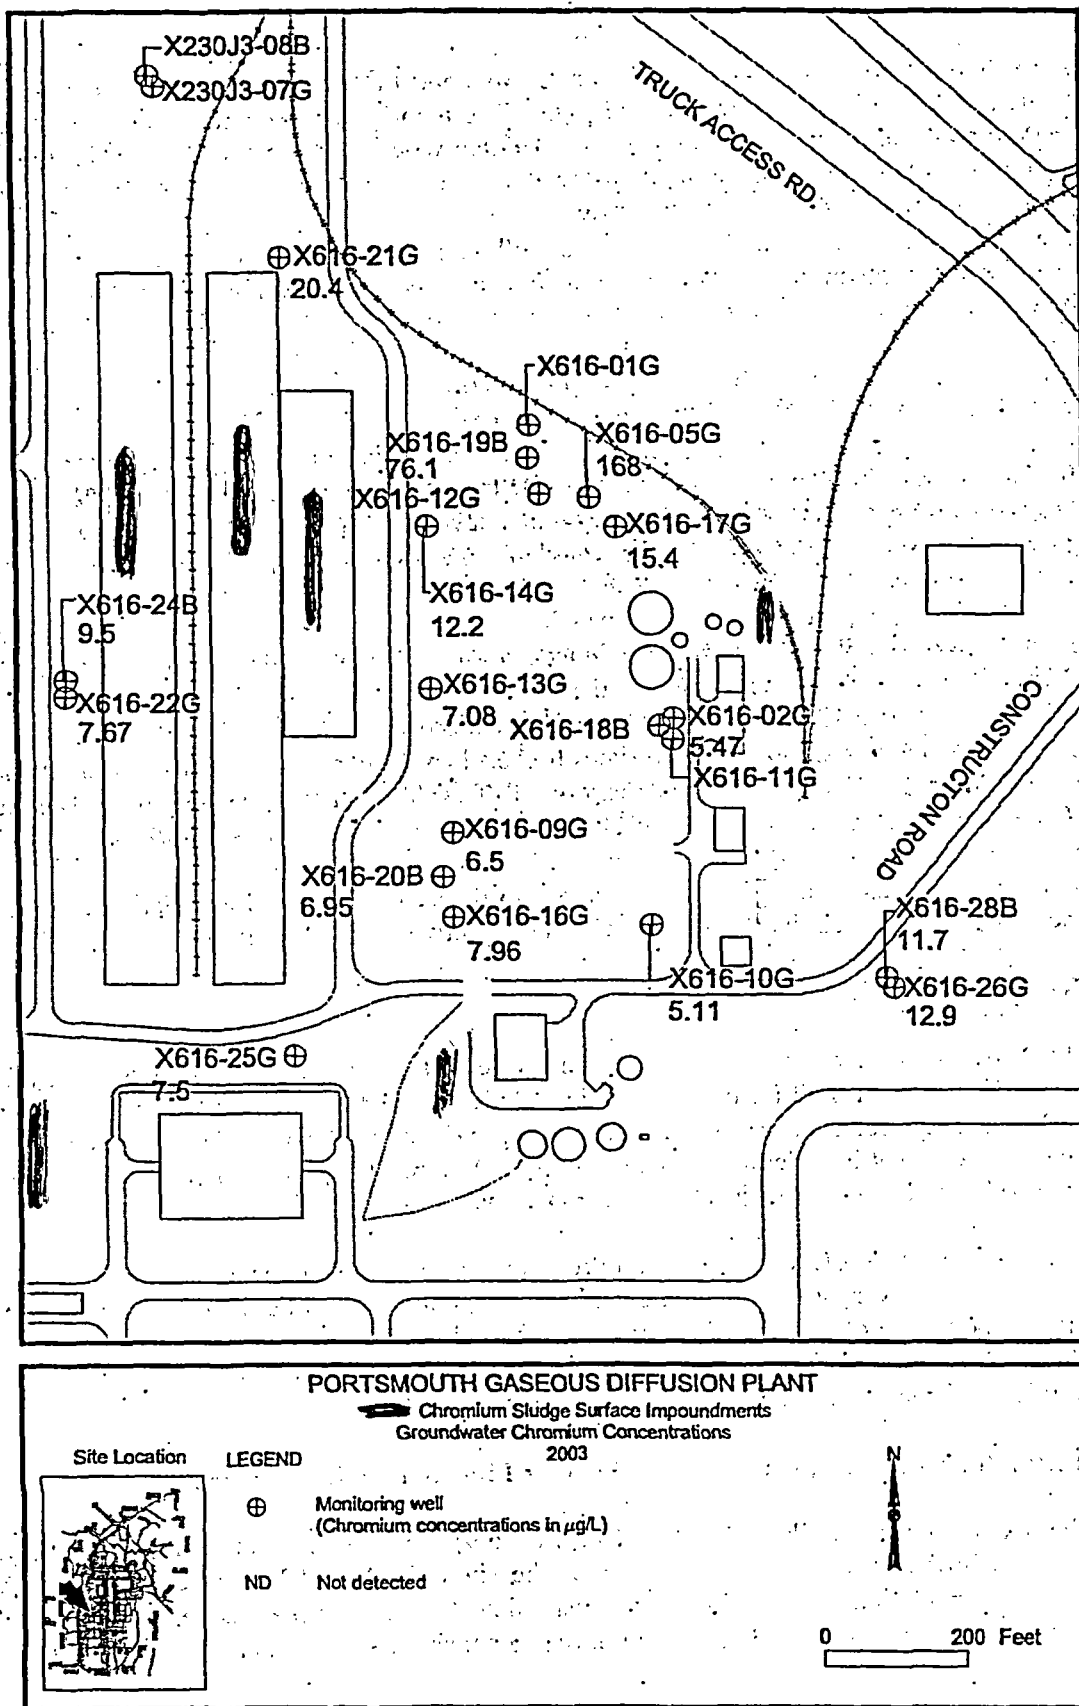 X230J3-08B
X230J3-07G
TRUCK ACCESS RD.
X616-21G
20.4
X616-01G
X616-05G
168
X616-19B
76.1
X616-12G
X616-17G
15.4
X616-14G
12.2
X616-24B
9.5
X616-22G
7.67
X616-13G
7.08
X616-18B
X616-02G
5.47
X616-11G
CONSTRUCTON ROAD
X616-09G
6.5
X616-20B
6.95
X616-16G
7.96
X616-28B
11.7
X616-10G
5.11
X616-26G
12.9
X616-25G
7.5
PORTSMOUTH GASEOUS DIFFUSION PLANT
Chromium Sludge Surface Impoundments
Groundwater Chromium Concentrations
2003
Site Location
LEGEND
Monitoring well
(Chromium concentrations in µg/L)
ND Not detected
N
0 200 Feet